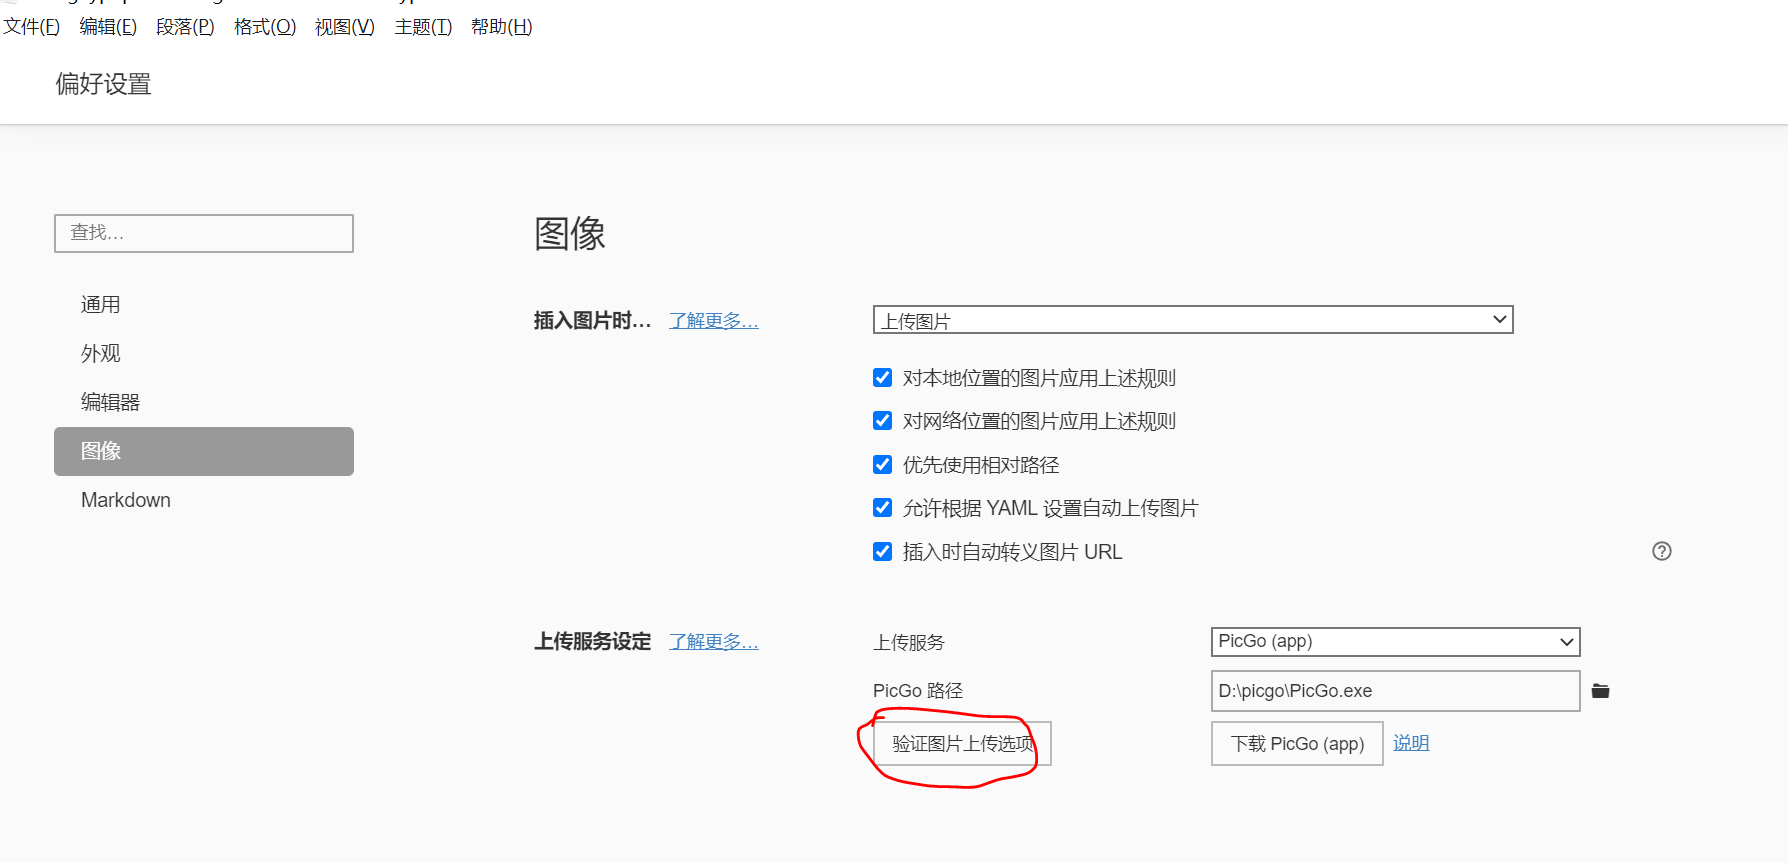 文件(F) 编辑(E) 段落(P) 格式(O) 视图(V) 主题(T) 帮助(H)
偏好设置
查找...
通用
外观
编辑器
图像
Markdown
图像
插入图片时... 了解更多... 上传图片
对本地位置的图片应用上述规则
对网络位置的图片应用上述规则
优先使用相对路径
允许根据 YAML 设置自动上传图片
插入时自动转义图片 URL
上传服务设定 了解更多... 上传服务 PicGo (app)
PicGo 路径 D:\picgo\PicGo.exe
验证图片上传选项 下载 PicGo (app) 说明